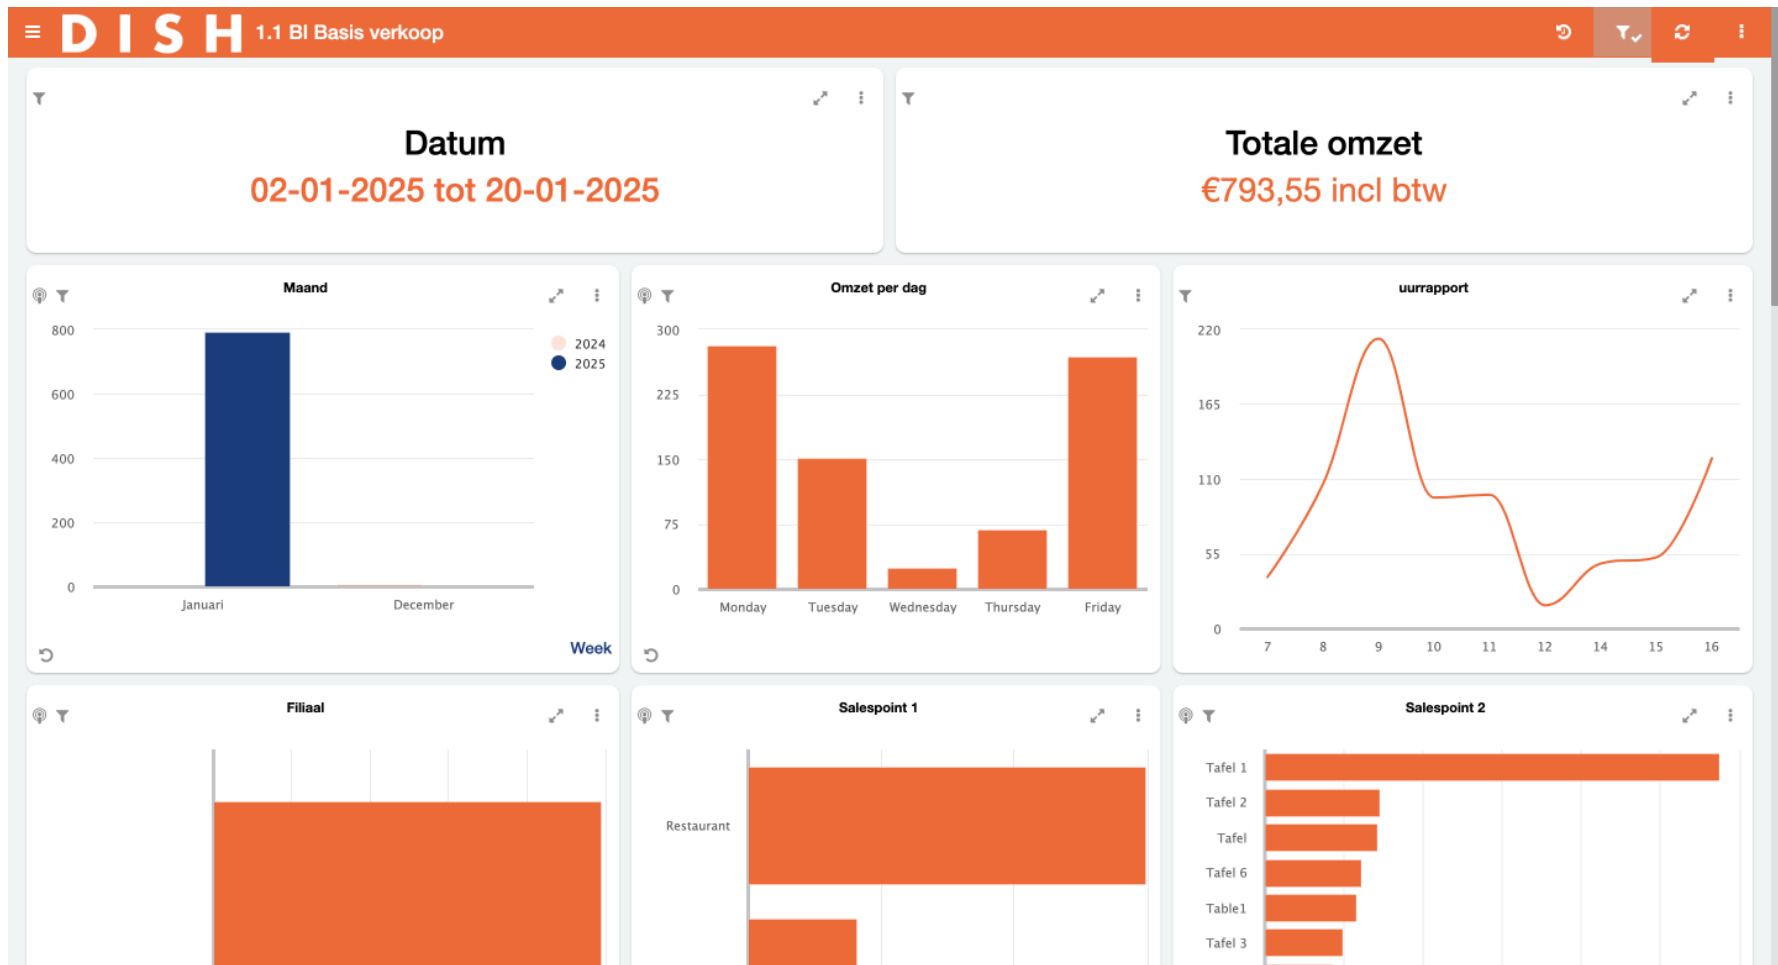 DISH 1.1 BI Basis verkoop
Datum
02-01-2025 tot 20-01-2025
Totale omzet
€793,55 incl btw
Maand
800
600
400
200
0
Januari December
2024
2025
Week
Omzet per dag
300
225
150
75
0
Monday Tuesday Wednesday Thursday Friday
uurrapport
220
165
110
55
0
7 8 9 10 11 12 14 15 16
Filiaal
Salespoint 1
Restaurant
Salespoint 2
Tafel 1
Tafel 2
Tafel
Tafel 6
Table1
Tafel 3